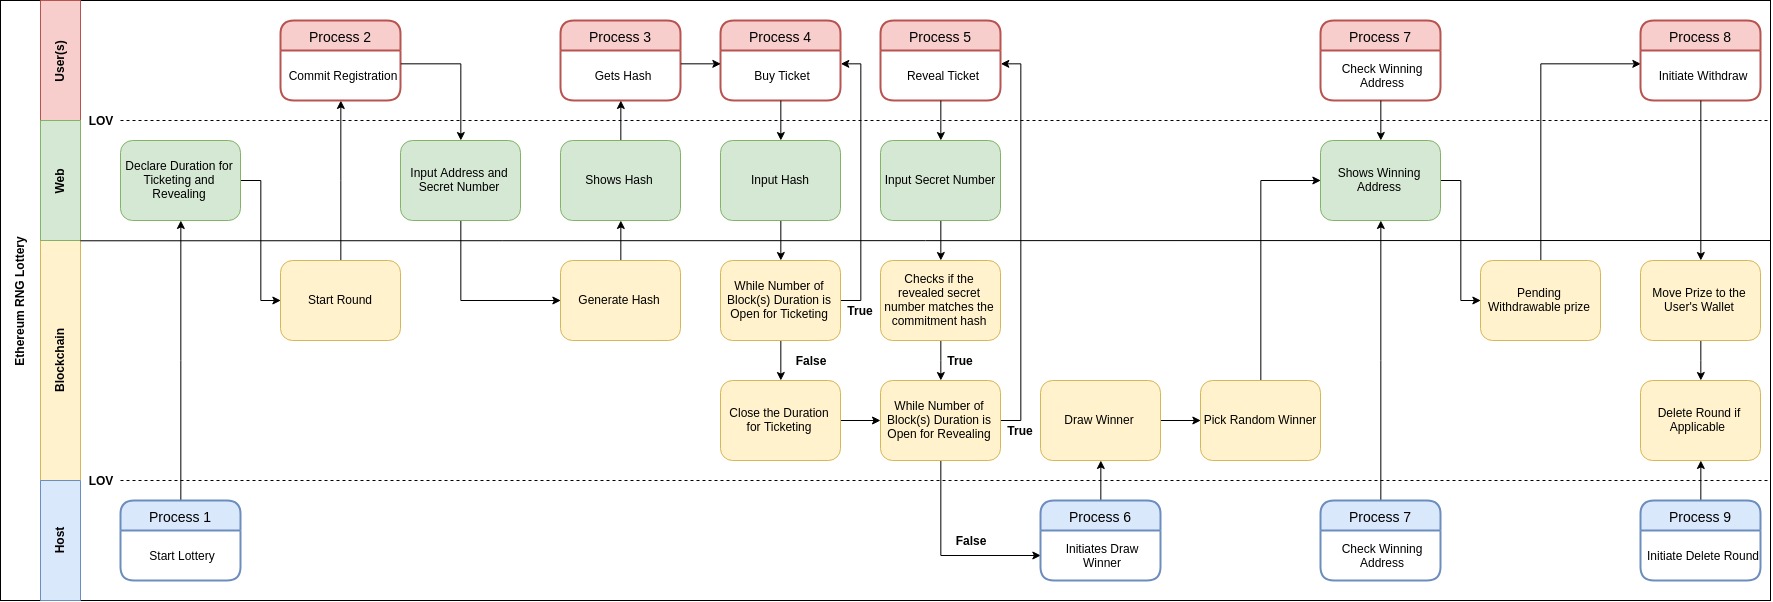 Ethereum RNG Lottery
User(s)
Process 2
Commit Registration
Process 3
Gets Hash
Process 4
Buy Ticket
Process 5
Reveal Ticket
Process 7
Check Winning
Address
Process 8
Initiate Withdraw
LOV
Web
Declare Duration for
Ticketing and
Revealing
Input Address and
Secret Number
Shows Hash
Input Hash
Input Secret Number
Shows Winning
Address
Blockchain
Start Round
Generate Hash
While Number of
Block(s) Duration is
Open for Ticketing
True
Checks if the
revealed secret
number matches the
commitment hash
Pending
Withdrawable prize
Move Prize to the
User's Wallet
False
True
Close the Duration
for Ticketing
While Number of
Block(s) Duration is
Open for Revealing
True
Draw Winner
Pick Random Winner
Delete Round if
Applicable
LOV
Host
Process 1
Start Lottery
False
Process 6
Initiates Draw
Winner
Process 7
Check Winning
Address
Process 9
Initiate Delete Round